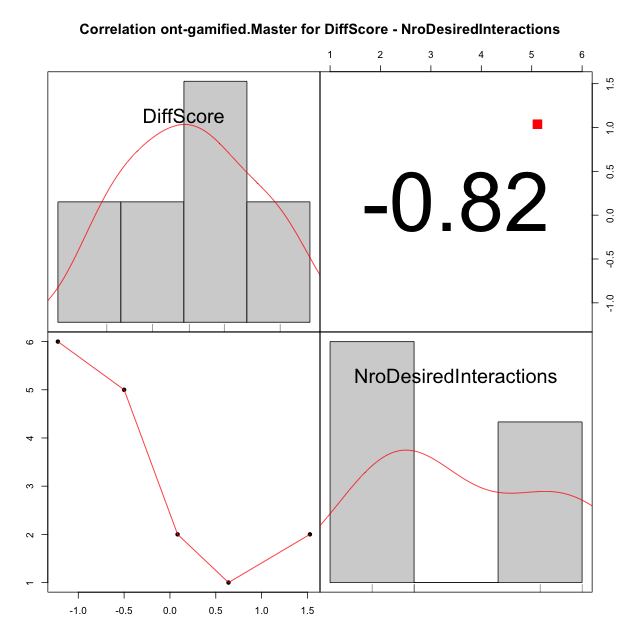 Correlation ont-gamified.Master for DiffScore - NroDesiredInteractions
1 2 3 4 5 6
DiffScore
-0.82
1.5
1.0
0.5
0.0
-0.5
-1.0
6
5
4
3
2
1
NroDesiredInteractions
-1.0 -0.5 0.0 0.5 1.0 1.5